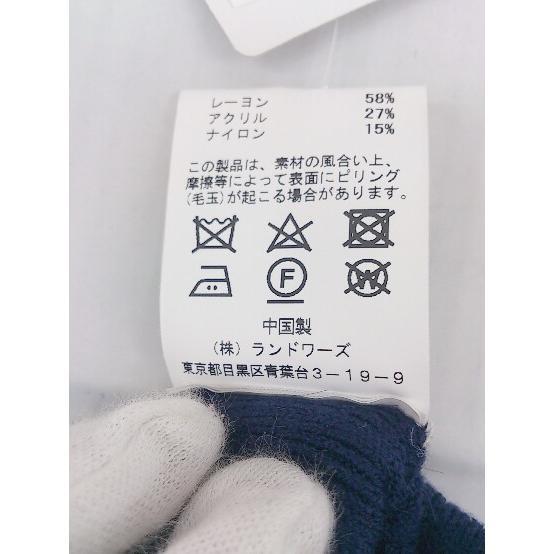 レーヨン 58%
アクリル 27%
ナイロン 15%
この製品は、素材の風合い上、
摩擦等によって表面にピリング
(毛玉)が起こる場合があります。
F
W
中国製
(株) ランドワーズ
東京都目黒区青葉台3－19－9